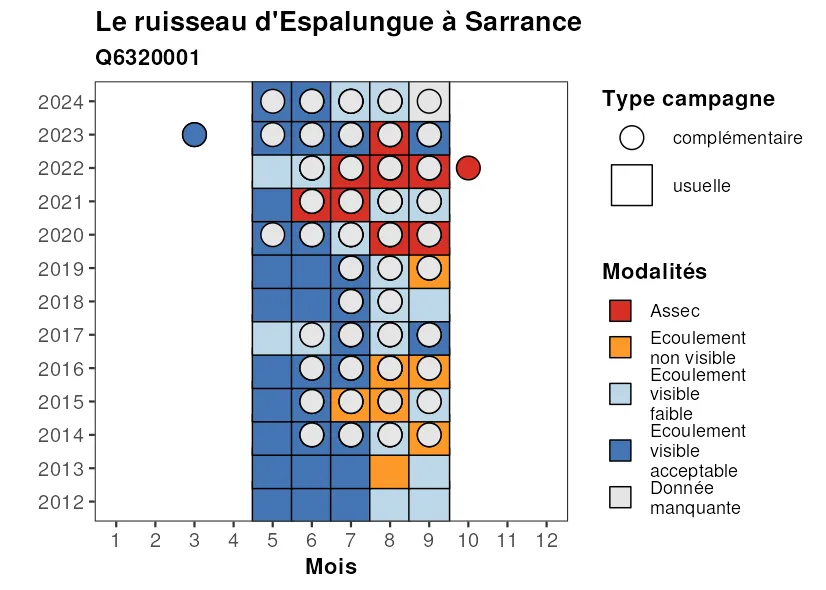 Le ruisseau d'Espalungue à Sarrance
Q6320001
2024
2023
2022
2021
2020
2019
2018
2017
2016
2015
2014
2013
2012
1 2 3 4 5 6 7 8 9 10 11 12
Mois
Type campagne
complémentaire
usuelle
Modalités
Assec
Ecoulement
non visible
Ecoulement
visible
faible
Ecoulement
visible
acceptable
Donnée
manquante